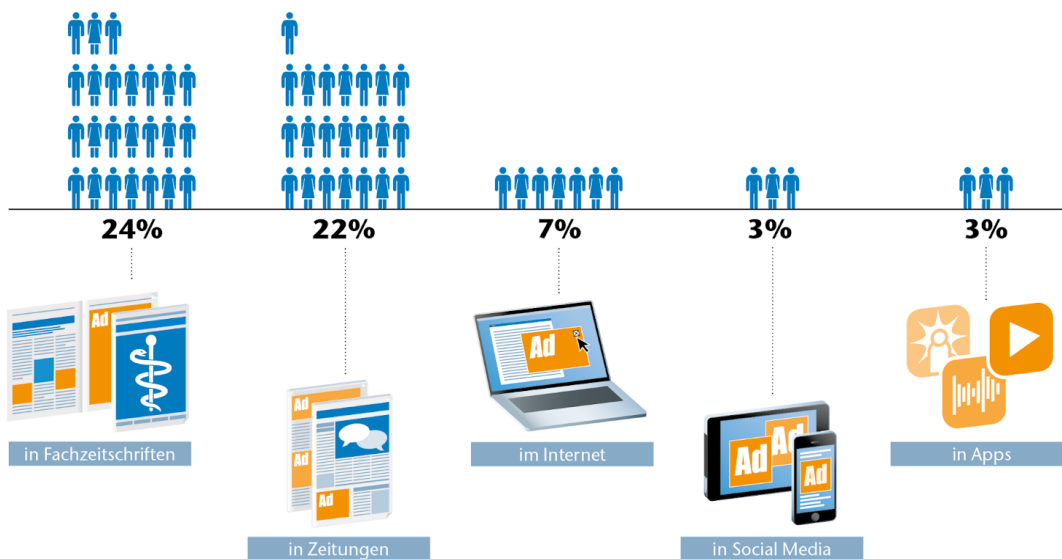 24%
22%
7%
3%
3%
Ad
Ad
Ad
Ad
Ad
Ad
Ad
Ad
in Fachzeitschriften
im Internet
in Apps
in Zeitungen
in Social Media